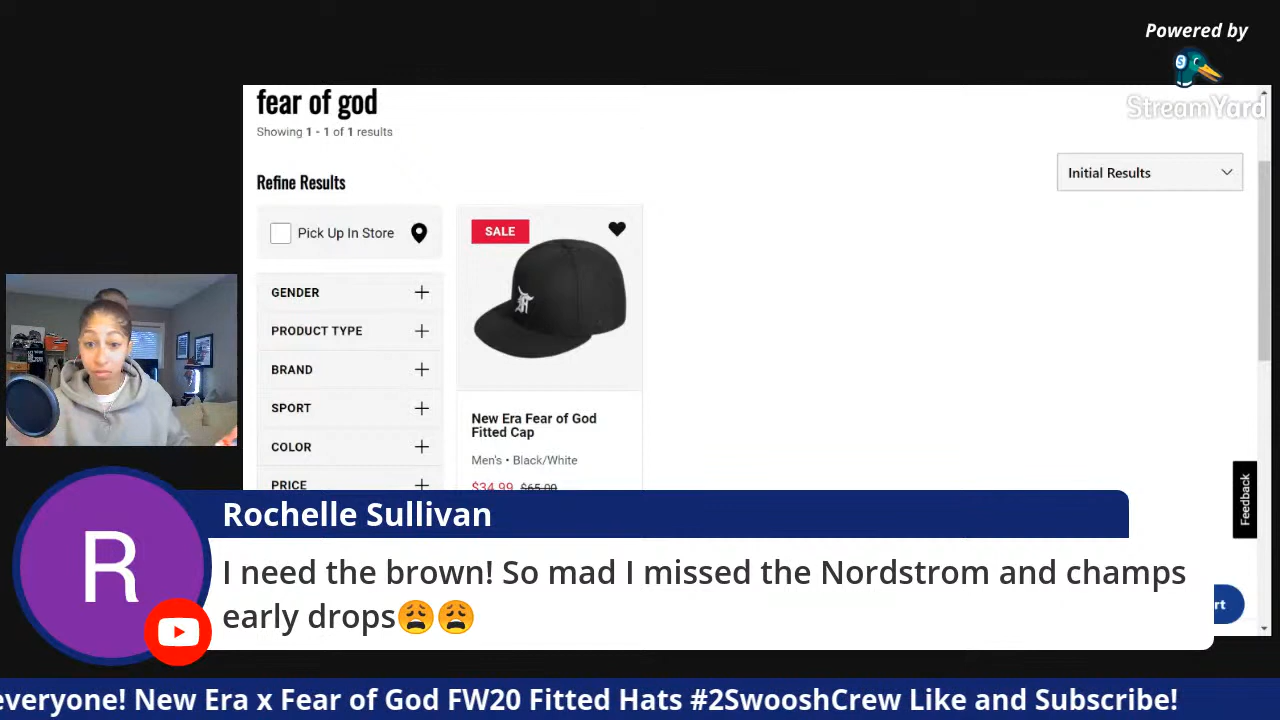 Powered by
StreamYard
fear of god
Showing 1 - 1 of 1 results
Initial Results
Refine Results
Pick Up In Store
SALE
GENDER
PRODUCT TYPE
BRAND
SPORT
COLOR
PRICE
New Era Fear of God
Fitted Cap
Men's • Black/White
$34.99 $65.00
Feedback
R
Rochelle Sullivan
I need the brown! So mad I missed the Nordstrom and champs
early drops😩😩
everyone! New Era x Fear of God FW20 Fitted Hats #2SwooshCrew Like and Subscribe!